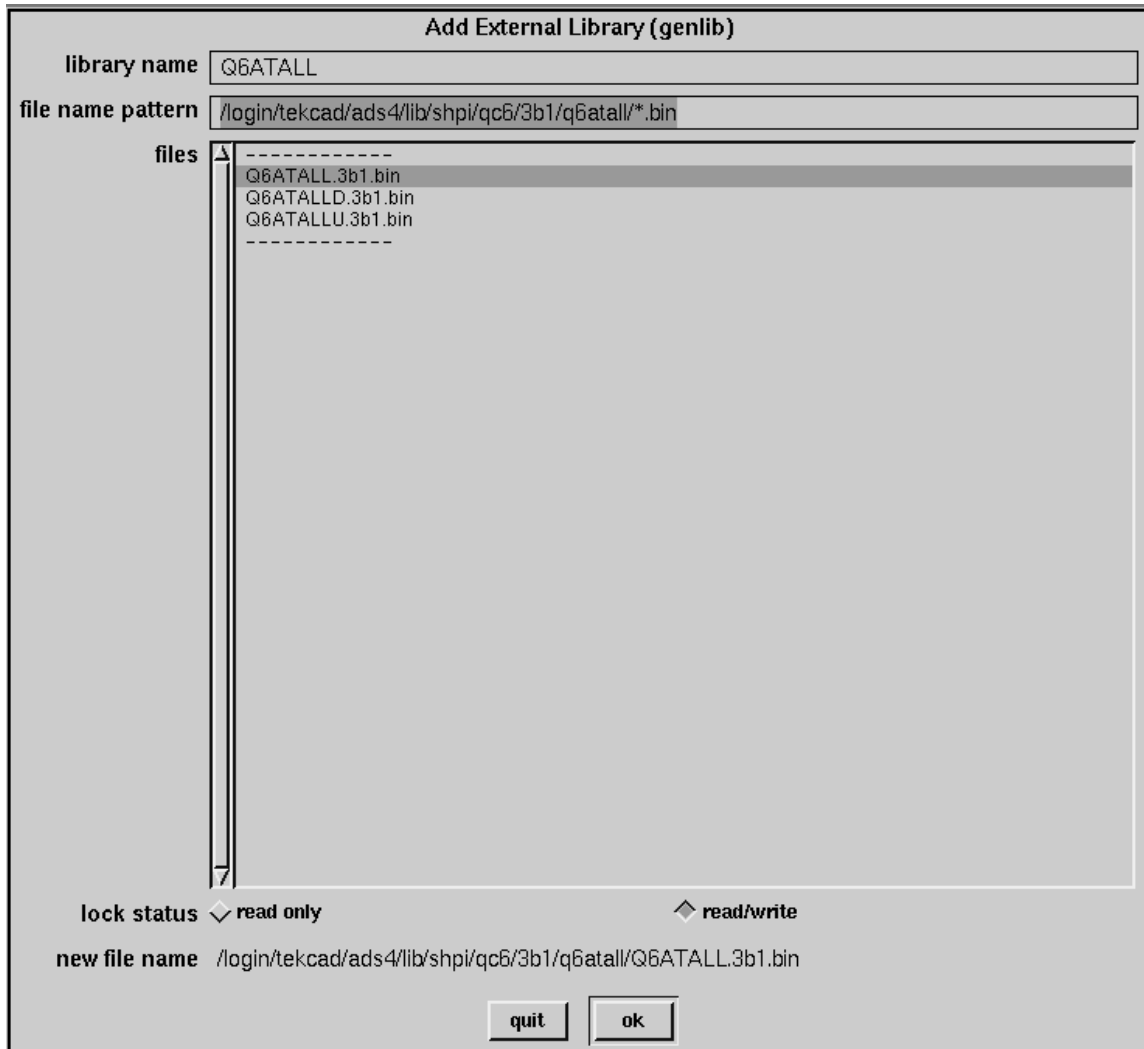 Add External Library (genlib)
library name Q6ATALL
file name pattern /login/tekcad/ads4/lib/shpi/qc6/3b1/q6atall/*.bin
files ------------
Q6ATALL.3b1.bin
Q6ATALLD.3b1.bin
Q6ATALLU.3b1.bin
------------
lock status read only read/write
new file name /login/tekcad/ads4/lib/shpi/qc6/3b1/q6atall/Q6ATALL.3b1.bin
quit ok